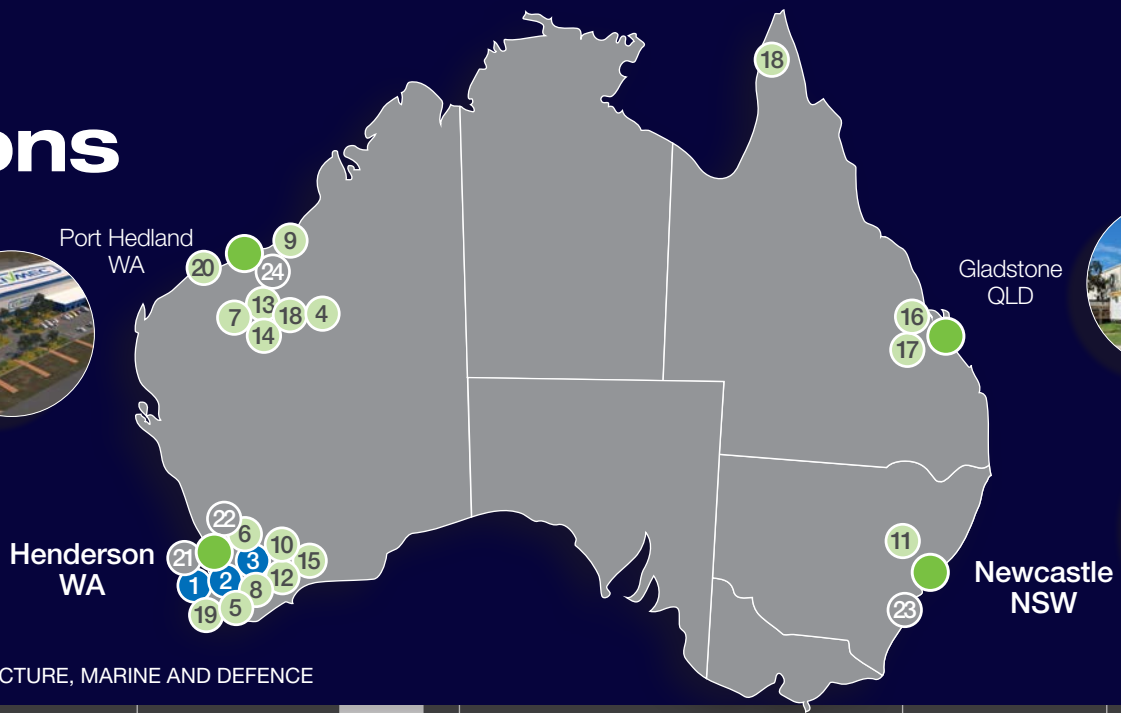 ons
Port Hedland
WA
Gladstone
QLD
Henderson
WA
Newcastle
NSW
18
9
20
24
13
7
18
4
14
16
17
22
6
10
21
3
15
1
2
8
12
19
5
11
23
CTURE, MARINE AND DEFENCE